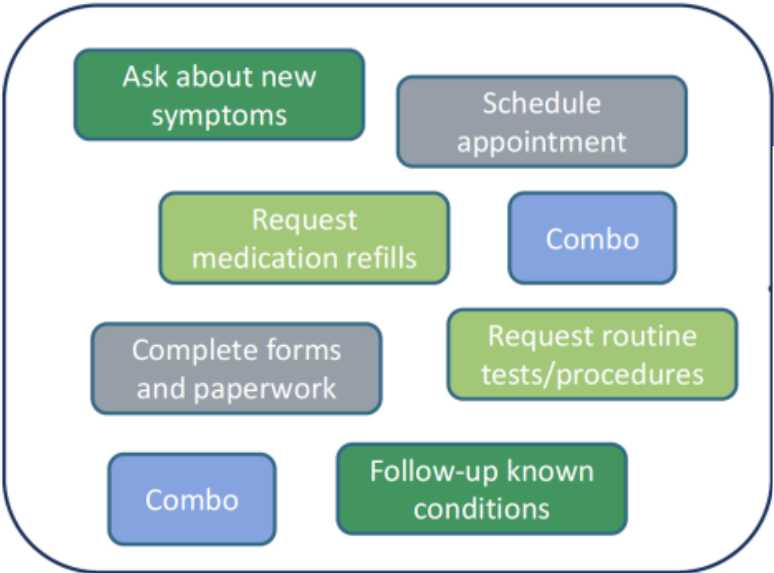 Ask about new
symptoms
Schedule
appointment
Request
medication refills
Combo
Complete forms
and paperwork
Request routine
tests/procedures
Combo
Follow-up known
conditions